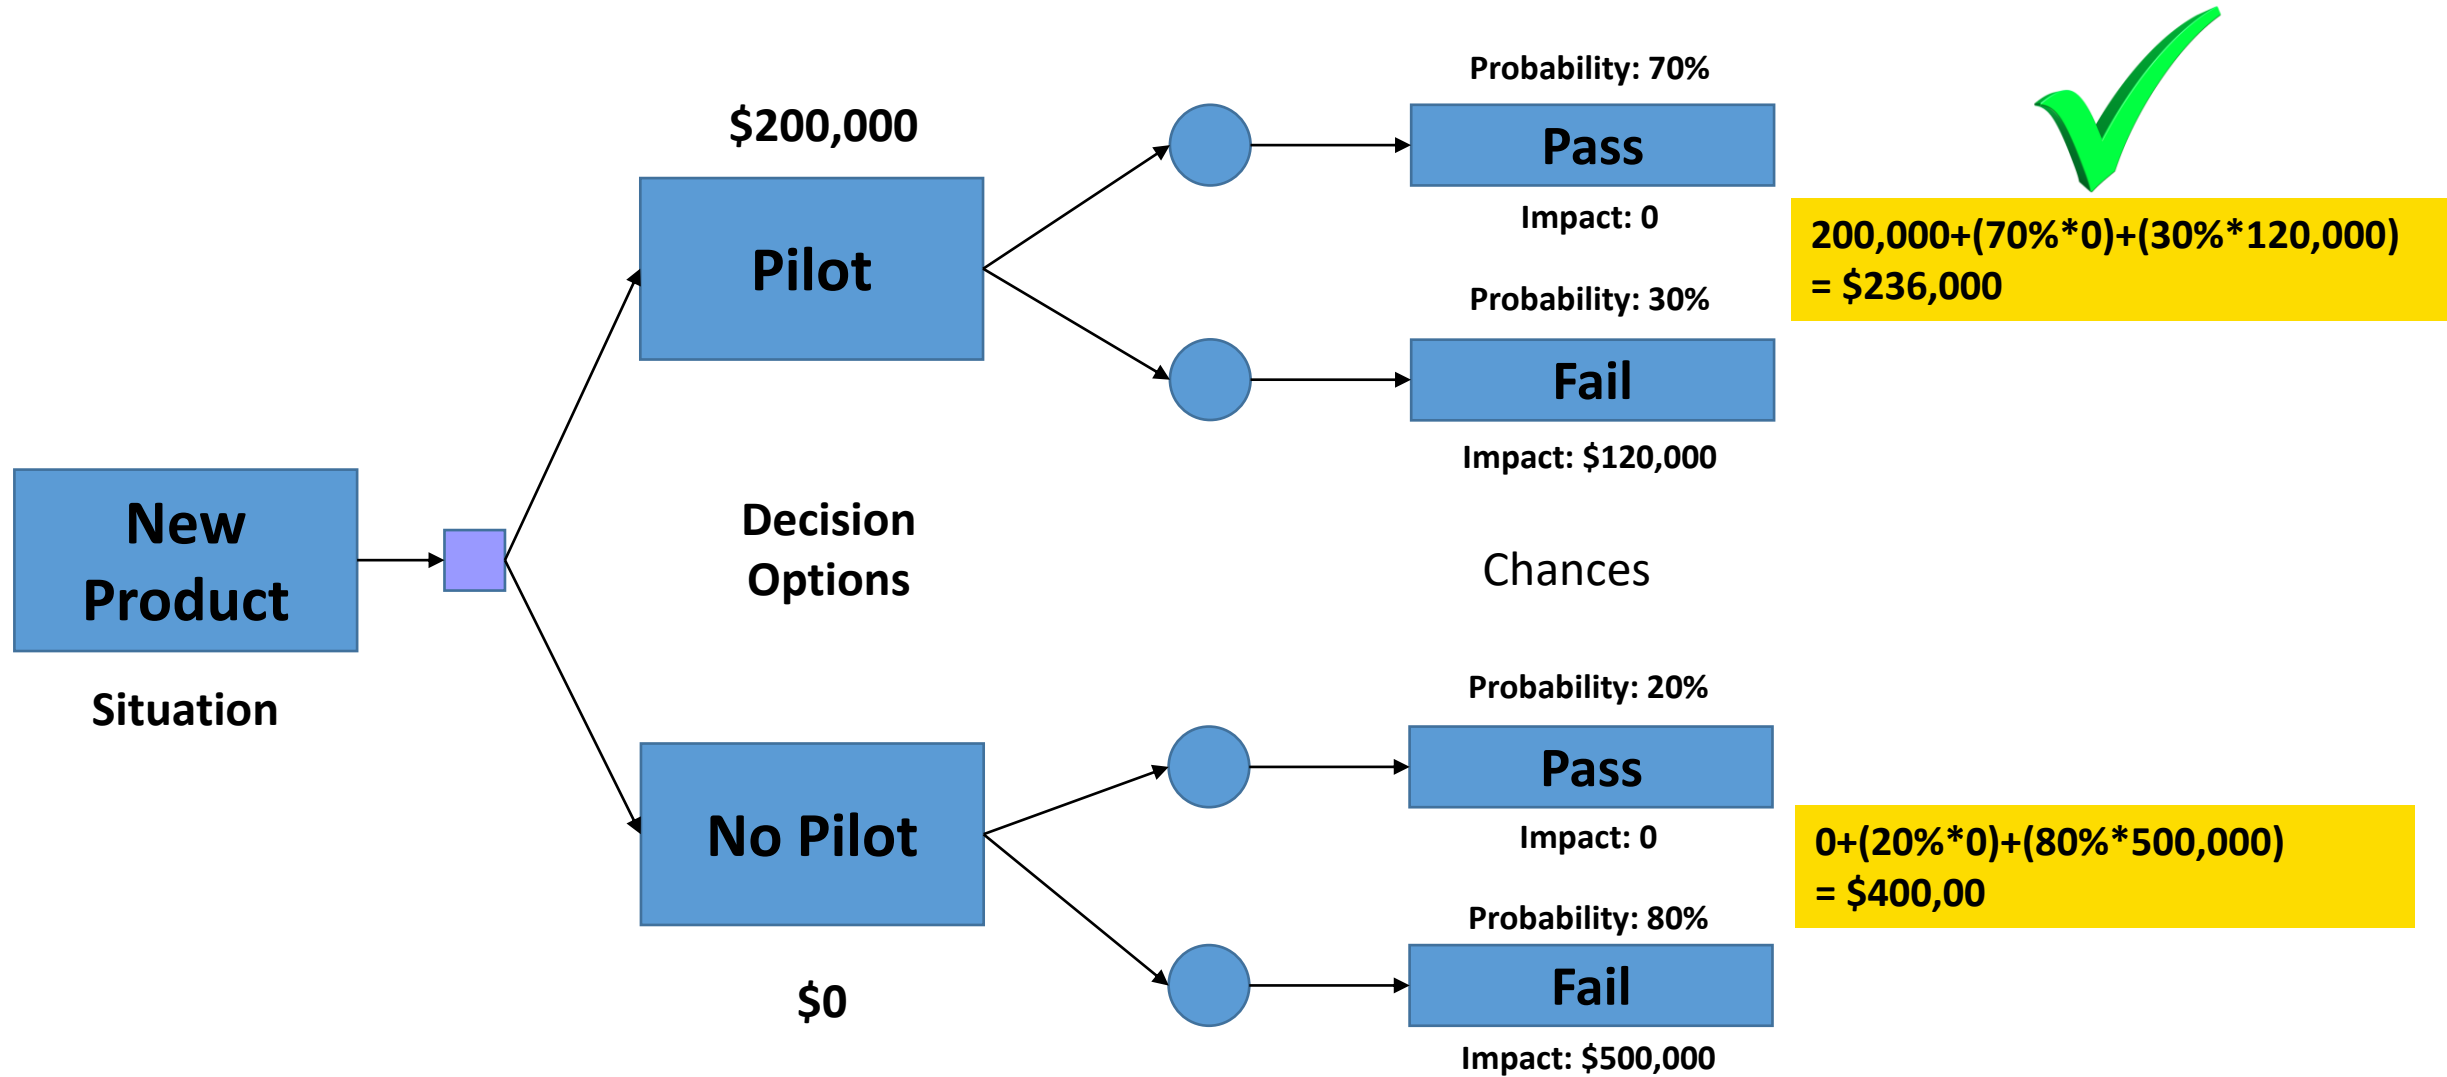 Probability: 70%
$200,000
Pass
Impact: 0
200,000+(70%*0)+(30%*120,000)
= $236,000
Pilot
Probability: 30%
Fail
Impact: $120,000
New
Product
Situation
Decision
Options
Chances
Probability: 20%
Pass
Impact: 0
No Pilot
0+(20%*0)+(80%*500,000)
= $400,00
Probability: 80%
Fail
$0
Impact: $500,000